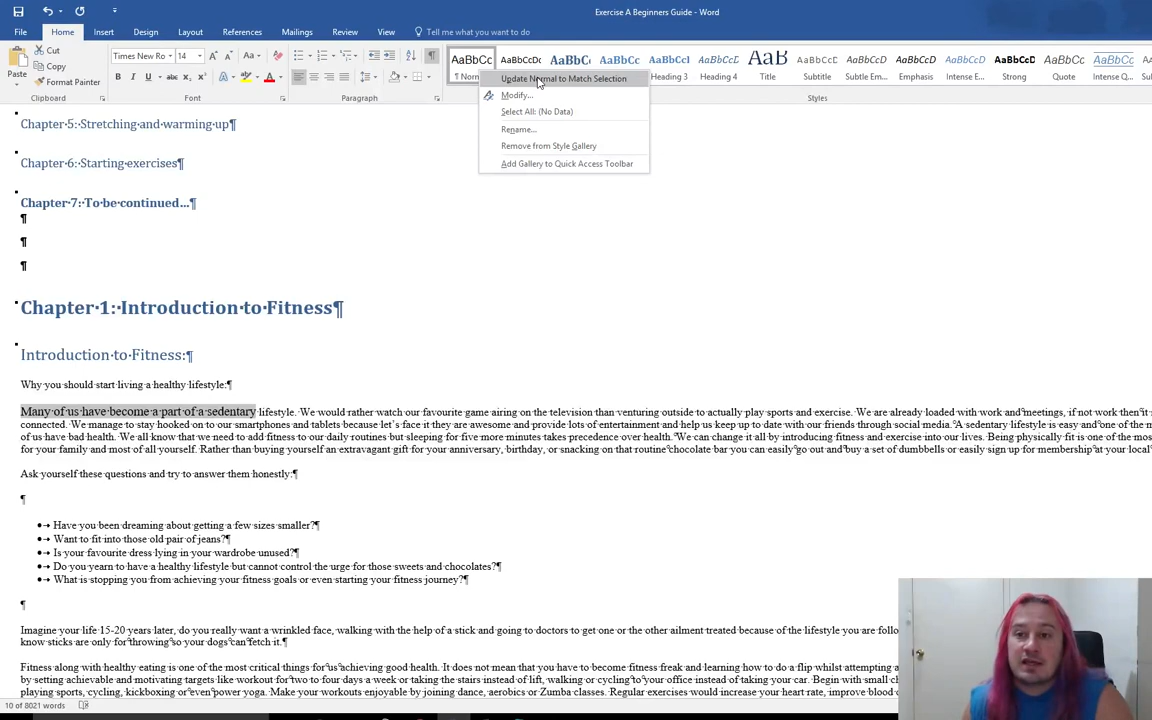 Exercise A Beginners Guide - Word
File Home Insert Design Layout References Mailings Review View Tell me what you want to do
Cut
Copy
Format Painter
Paste
Clipboard
Times New Ro 14 Aa
B I U
Paragraph
AaBbCc AaBbCcDc AaBbC AaBbCc AaBbCcI AaBbCcD AaB AaBbCcD AaBbCcD AaBbCcD AaBbCcD AaBbCcD AaBbCcD AaBbCcD
¶ Nor Heading 3 Heading 4 Title Subtitle Subtle Em... Emphasis Intense E... Strong Quote Intense Q...
Styles
Update Normal to Match Selection
Modify...
Select All: (No Data)
Rename...
Remove from Style Gallery
Add Gallery to Quick Access Toolbar
Chapter·5:·Stretching·and·warming·up¶
Chapter·6:·Starting·exercises¶
Chapter·7:·To·be·continued...¶
¶
¶
¶
Chapter·1:·Introduction·to·Fitness¶
Introduction·to·Fitness:¶
Why·you·should·start·living·a·healthy·lifestyle:¶
Many·of·us·have·become·a·part·of·a·sedentary·lifestyle.·We·would·rather·watch·our·favourite·game·airing·on·the·television·than·venturing·outside·to·actually·play·sports·and·exercise.·We·are·already·loaded·with·work·and°meetings,·if·not·work·then°it
connected.·We·manage·to·stay·hooked·on·to·our·smartphones·and·tablets·because·let's·face·it·they·are·awesome·and·provide·lots·of·entertainment·and·help·us·keep·up·to·date·with·our·friends·through·social·media.°A·sedentary·lifestyle·is·easy·and°one·of·the·m
of·us·have·bad·health.·We·all·know·that·we·need·to·add·fitness·to·our·daily·routines·but·sleeping·for·five·more·minutes·takes·precedence·over·health.°We·can·change·it·all·by·introducing·fitness·and·exercise·into·our·lives.·Being·physically·fit·is·one·of·the·most
for·your·family·and·most·of·all·yourself.·Rather·than·buying·yourself·an·extravagant·gift·for·your·anniversary,·birthday,·or·snacking·on·that·routine°chocolate·bar·you·can·easily°go·out·and°buy·a·set·of·dumbbells·or·easily·sign·up·for·membership°at·your·local°
Ask·yourself·these·questions·and·try·to·answer·them·honestly:¶
¶
•→ Have·you·been·dreaming·about·getting·a·few·sizes·smaller?¶
•→ Want·to·fit·into·those·old·pair·of·jeans?¶
•→ Is·your·favourite·dress·lying·in·your·wardrobe·unused?¶
•→ Do·you·yearn·to·have·a·healthy·lifestyle·but·cannot·control·the·urge·for·those·sweets·and·chocolates?¶
•→ What·is·stopping·you·from·achieving·your·fitness·goals·or·even·starting·your·fitness·journey?¶
¶
Imagine·your·life·15-20·years·later,·do·you·really·want·a·wrinkled·face,·walking·with·the·help·of·a·stick·and·going·to·doctors·to·get·one·or·the·other·ailment·treated·because·of·the·lifestyle·you·are·follo
know·sticks·are·only·for°throwing°so·your·dogs°can°fetch·it.¶
Fitness·along·with·healthy·eating·is·one·of·the·most·critical·things·for°us°achieving·good·health.·It·does·not·mean·that·you·have·to·become·fitness·freak·and·learning·how·to·do·a·flip·whilst·attempting·a
by·setting·achievable·and·motivating·targets·like·workout·for°two·to·four·days·a·week·or·taking·the·stairs·instead·of·lift,·walking·or·cycling·to°your·office·instead·of·taking·your·car.·Begin·with·small·c
playing·sports,·cycling,·kickboxing·or°even°power·yoga.·Make·your·workouts·enjoyable·by·joining·dance,·aerobics·or·Zumba·classes.·Regular·exercises·would·increase·your·heart·rate,·improve·blood·c
10 of 8021 words